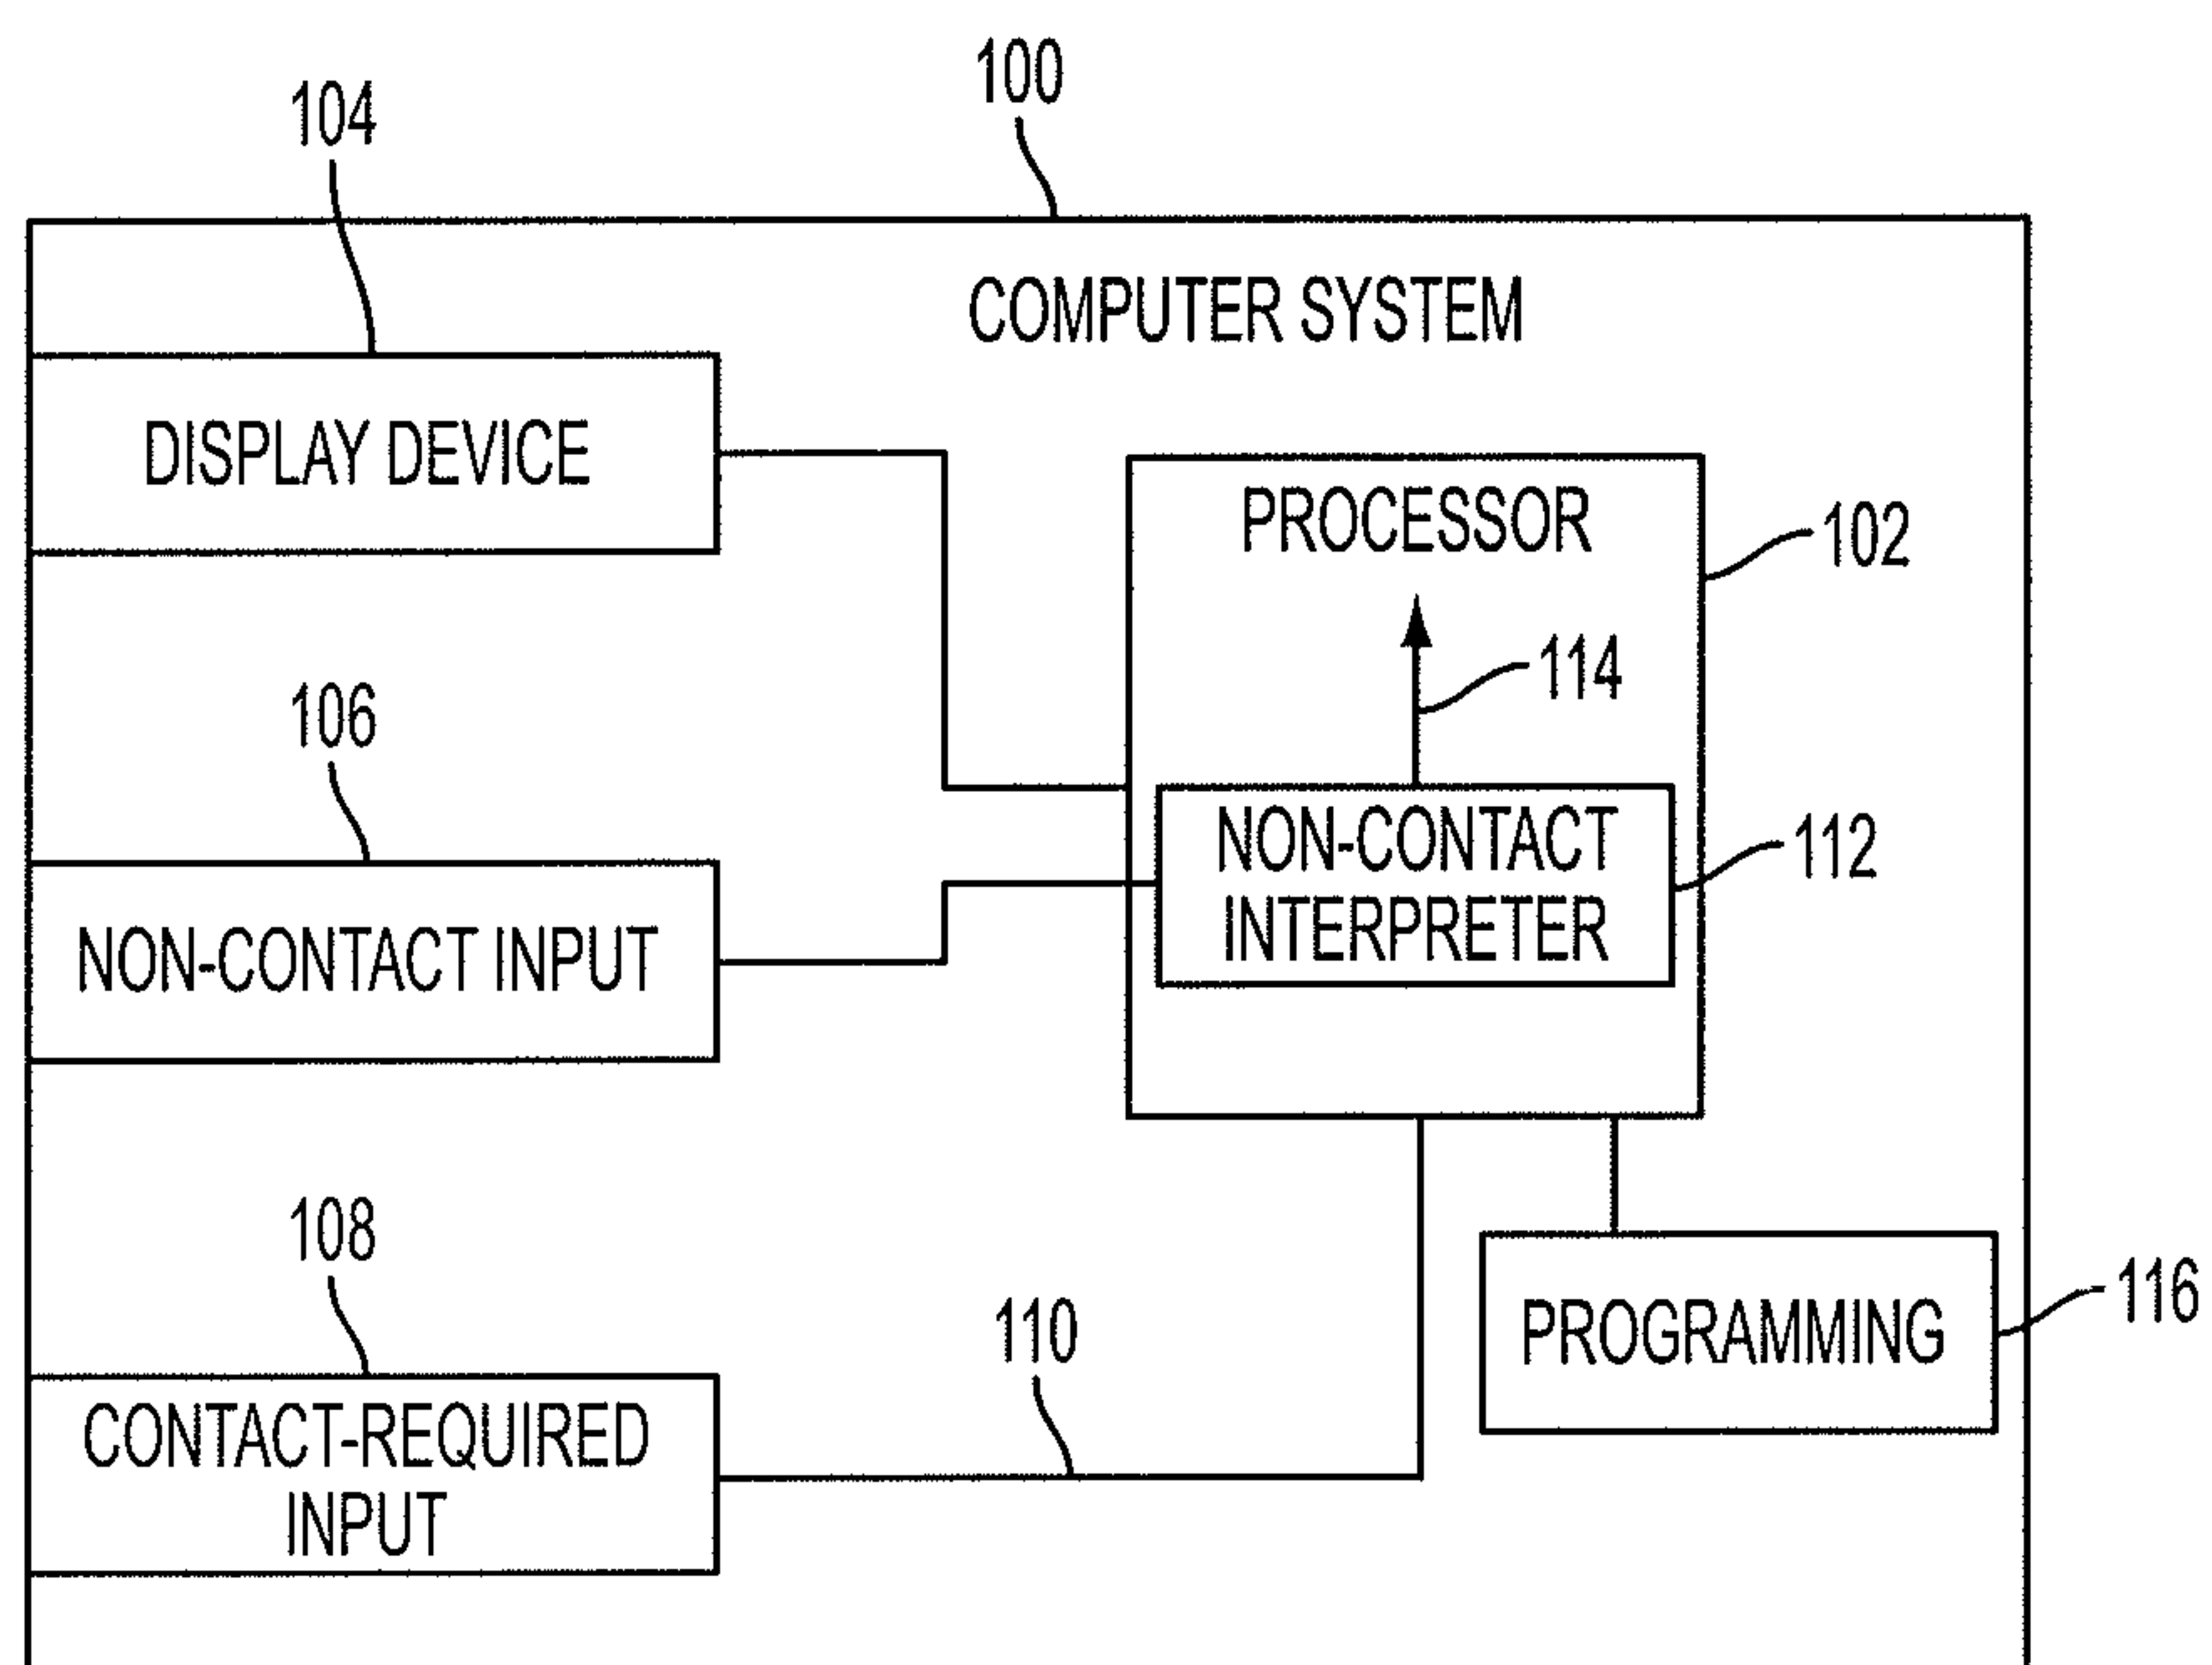 100
104
COMPUTER SYSTEM
DISPLAY DEVICE
PROCESSOR
102
114
106
NON-CONTACT
INTERPRETER
112
NON-CONTACT INPUT
108
110
116
PROGRAMMING
CONTACT-REQUIRED
INPUT